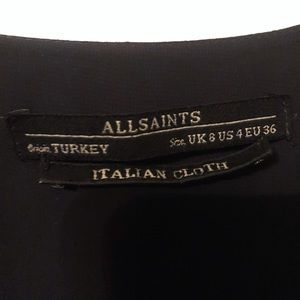 ALLSAINTS
Origin. TURKEY Size. UK 8 US 4 EU 36
ITALIAN CLOTH